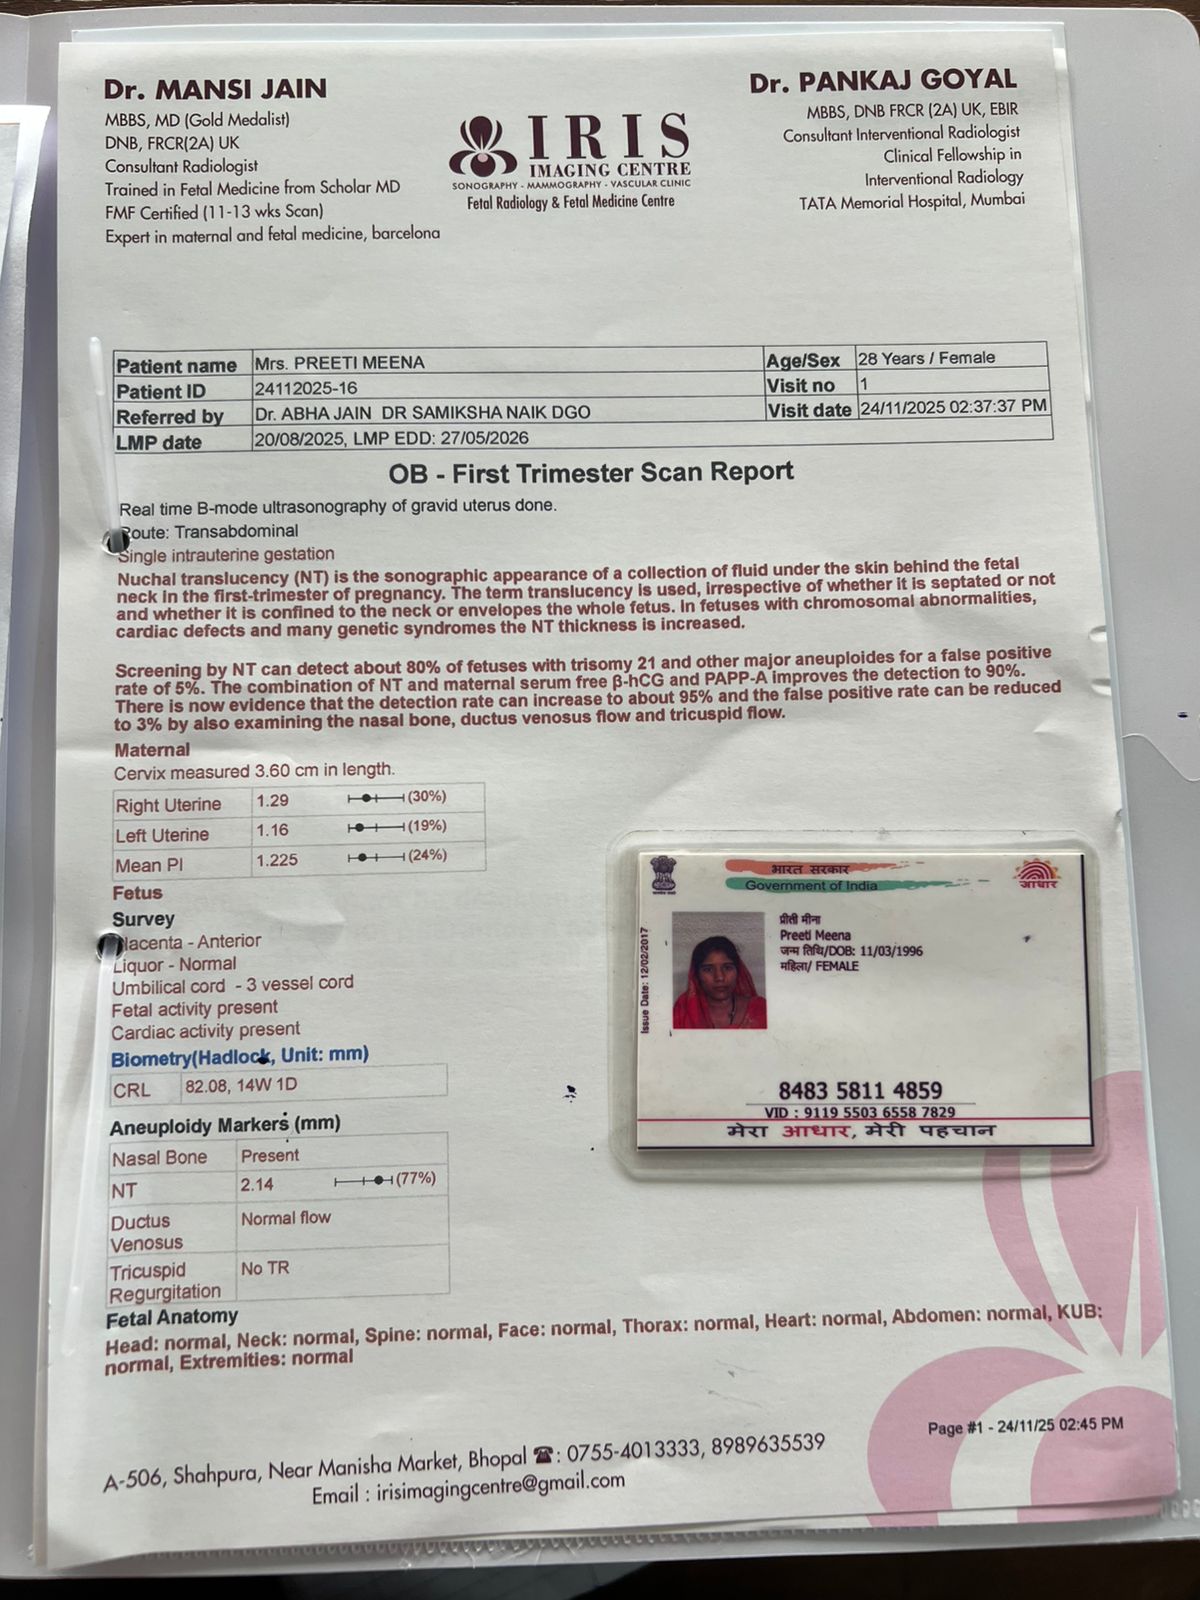 Dr. MANSI JAIN
MBBS, MD (Gold Medalist)
DNB, FRCR(2A) UK
Consultant Radiologist
Trained in Fetal Medicine from Scholar MD
FMF Certified (11-13 wks Scan)
Expert in maternal and fetal medicine, barcelona
IRIS
IMAGING CENTRE
SONOGRAPHY - MAMMOGRAPHY - VASCULAR CLINIC
Fetal Radiology & Fetal Medicine Centre
Dr. PANKAJ GOYAL
MBBS, DNB FRCR (2A) UK, EBIR
Consultant Interventional Radiologist
Clinical Fellowship in
Interventional Radiology
TATA Memorial Hospital, Mumbai
Patient name Mrs. PREETI MEENA Age/Sex 28 Years / Female
Patient ID 24112025-16 Visit no 1
Referred by Dr. ABHA JAIN DR SAMIKSHA NAIK DGO Visit date 24/11/2025 02:37:37 PM
LMP date 20/08/2025, LMP EDD: 27/05/2026
OB - First Trimester Scan Report
Real time B-mode ultrasonography of gravid uterus done.
Route: Transabdominal
Single intrauterine gestation
Nuchal translucency (NT) is the sonographic appearance of a collection of fluid under the skin behind the fetal
neck in the first-trimester of pregnancy. The term translucency is used, irrespective of whether it is septated or not
and whether it is confined to the neck or envelopes the whole fetus. In fetuses with chromosomal abnormalities,
cardiac defects and many genetic syndromes the NT thickness is increased.
Screening by NT can detect about 80% of fetuses with trisomy 21 and other major aneuploides for a false positive
rate of 5%. The combination of NT and maternal serum free β-hCG and PAPP-A improves the detection to 90%.
There is now evidence that the detection rate can increase to about 95% and the false positive rate can be reduced
to 3% by also examining the nasal bone, ductus venosus flow and tricuspid flow.
Maternal
Cervix measured 3.60 cm in length.
Right Uterine 1.29 (30%)
Left Uterine 1.16 (19%)
Mean PI 1.225 (24%)
Fetus
Survey
Placenta - Anterior
Liquor - Normal
Umbilical cord - 3 vessel cord
Fetal activity present
Cardiac activity present
Biometry(Hadlock, Unit: mm)
CRL 82.08, 14W 1D
Aneuploidy Markers (mm)
Nasal Bone Present
NT 2.14 (77%)
Ductus Venosus Normal flow
Tricuspid Regurgitation No TR
Fetal Anatomy
Head: normal, Neck: normal, Spine: normal, Face: normal, Thorax: normal, Heart: normal, Abdomen: normal, KUB:
normal, Extremities: normal
भारत सरकार
Government of India
आधार
Issue Date: 12/02/2017
प्रीती मीना
Preeti Meena
जन्म तिथि/DOB: 11/03/1996
महिला/ FEMALE
8483 5811 4859
VID : 9119 5503 6558 7829
मेरा आधार, मेरी पहचान
Page #1 - 24/11/25 02:45 PM
A-506, Shahpura, Near Manisha Market, Bhopal ☎: 0755-4013333, 8989635539
Email : irisimagingcentre@gmail.com